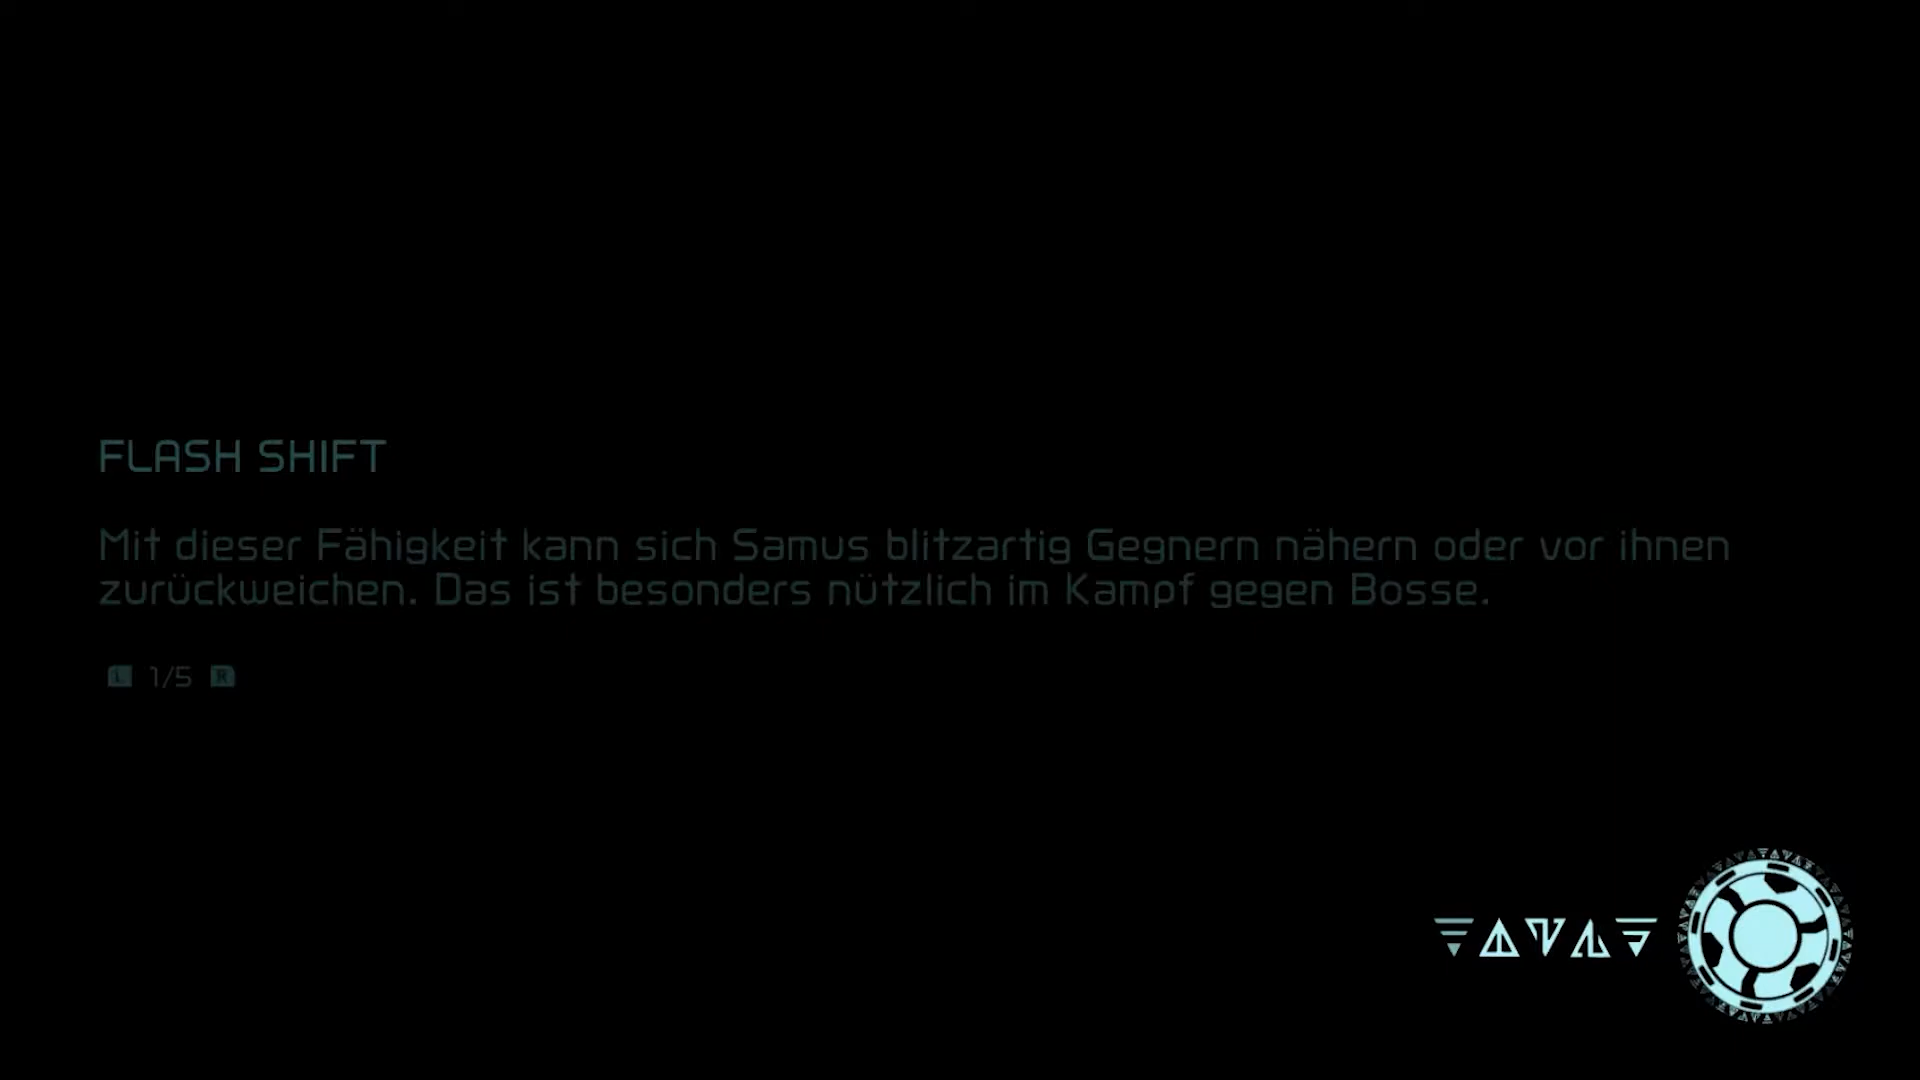 FLASH SHIFT
Mit dieser Fähigkeit kann sich Samus blitzartig Gegnern nähern oder vor ihnen
zurückweichen. Das ist besonders nützlich im Kampf gegen Bosse.
L 1/5 R